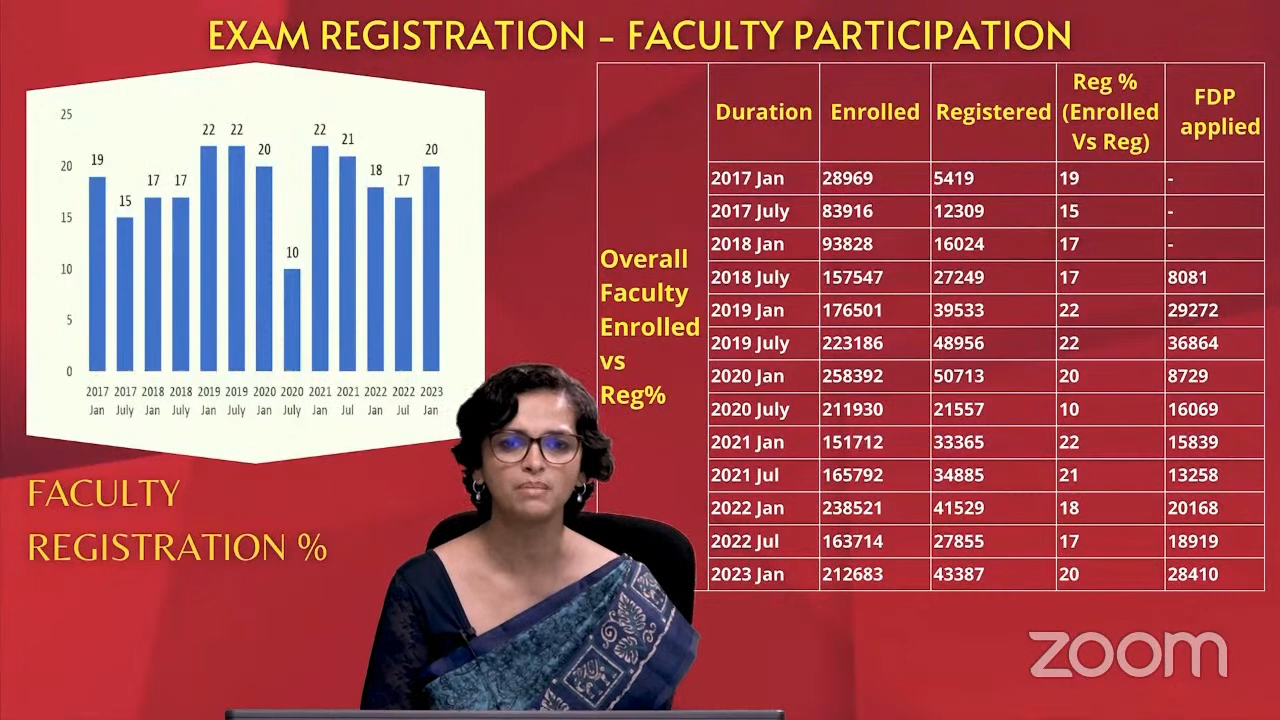 EXAM REGISTRATION - FACULTY PARTICIPATION
25
20
15
10
5
0
19
15
17
17
22
22
20
10
22
21
18
17
20
2017 Jan
2017 July
2018 Jan
2018 July
2019 Jan
2019 July
2020 Jan
2020 July
2021 Jan
2021 Jul
2022 Jan
2022 Jul
2023 Jan
FACULTY
REGISTRATION %
Overall
Faculty
Enrolled
vs
Reg%
Duration Enrolled Registered Reg % (Enrolled Vs Reg) FDP applied
2017 Jan 28969 5419 19 -
2017 July 83916 12309 15 -
2018 Jan 93828 16024 17 -
2018 July 157547 27249 17 8081
2019 Jan 176501 39533 22 29272
2019 July 223186 48956 22 36864
2020 Jan 258392 50713 20 8729
2020 July 211930 21557 10 16069
2021 Jan 151712 33365 22 15839
2021 Jul 165792 34885 21 13258
2022 Jan 238521 41529 18 20168
2022 Jul 163714 27855 17 18919
2023 Jan 212683 43387 20 28410
zoom